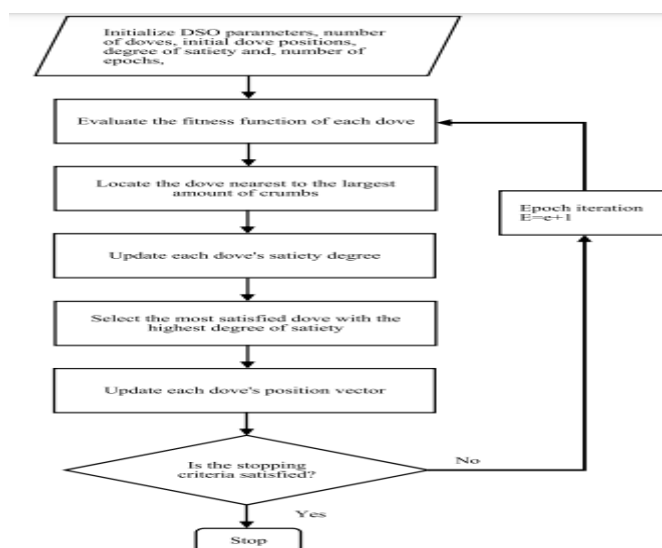 Initialize DSO parameters, number
of doves, initial dove positions,
degree of satiety and, number of
epochs,
Evaluate the fitness function of each dove
Locate the dove nearest to the largest
amount of crumbs
Epoch iteration
E=e+1
Update each dove's satiety degree
Select the most satisfied dove with the
highest degree of satiety
Update each dove's position vector
Is the stopping
criteria satisfied?
No
Yes
Stop